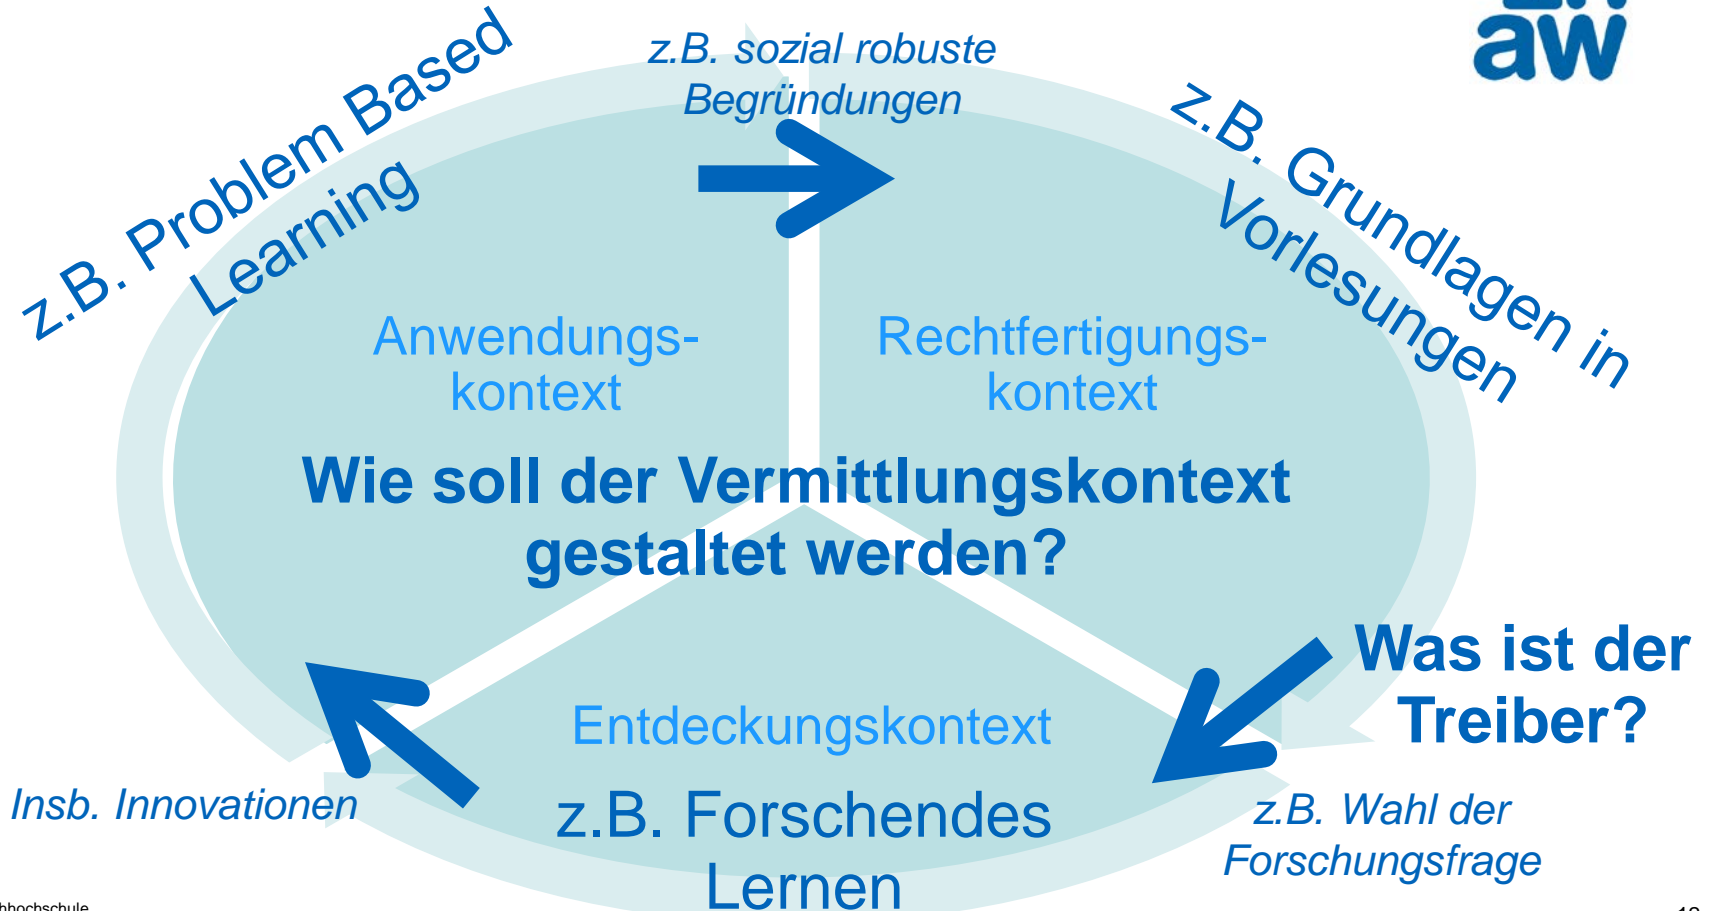 z.B. sozial robuste
Begründungen
aw
z.B. Problem Based
Learning
z.B. Grundlagen in
Vorlesungen
Anwendungs-
kontext
Rechtfertigungs-
kontext
Wie soll der Vermittlungskontext
gestaltet werden?
Was ist der
Treiber?
Entdeckungskontext
Insb. Innovationen
z.B. Forschendes
Lernen
z.B. Wahl der
Forschungsfrage